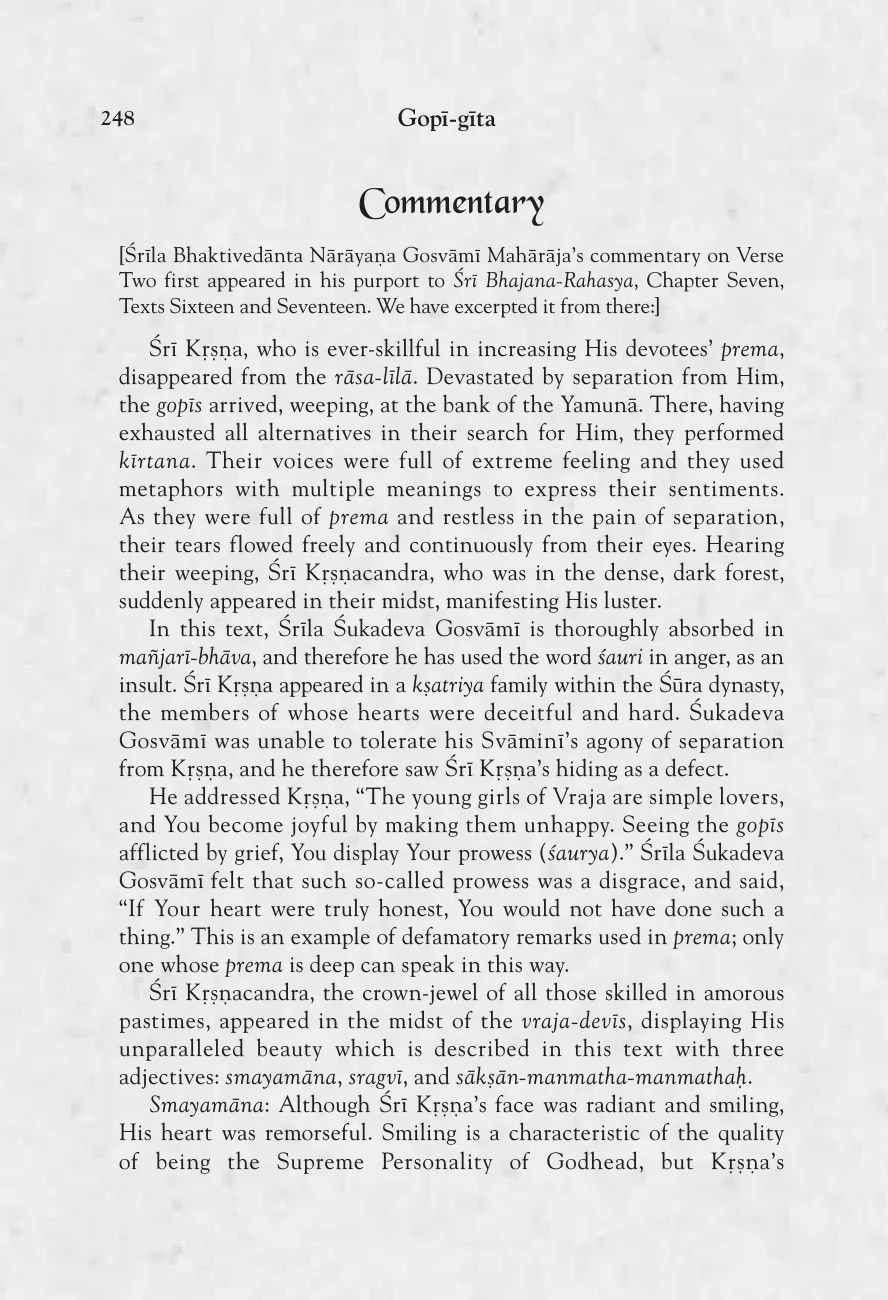 248
Gopī-gīta
Commentary
[Śrīla Bhaktivedānta Nārāyaṇa Gosvāmī Mahārāja’s commentary on Verse
Two first appeared in his purport to Śrī Bhajana-Rahasya, Chapter Seven,
Texts Sixteen and Seventeen. We have excerpted it from there:]
Śrī Kṛṣṇa, who is ever-skillful in increasing His devotees’ prema,
disappeared from the rāsa-līlā. Devastated by separation from Him,
the gopīs arrived, weeping, at the bank of the Yamunā. There, having
exhausted all alternatives in their search for Him, they performed
kīrtana. Their voices were full of extreme feeling and they used
metaphors with multiple meanings to express their sentiments.
As they were full of prema and restless in the pain of separation,
their tears flowed freely and continuously from their eyes. Hearing
their weeping, Śrī Kṛṣṇacandra, who was in the dense, dark forest,
suddenly appeared in their midst, manifesting His luster.
In this text, Śrīla Śukadeva Gosvāmī is thoroughly absorbed in
mañjarī-bhāva, and therefore he has used the word śauri in anger, as an
insult. Śrī Kṛṣṇa appeared in a kṣatriya family within the Śūra dynasty,
the members of whose hearts were deceitful and hard. Śukadeva
Gosvāmī was unable to tolerate his Svāminī’s agony of separation
from Kṛṣṇa, and he therefore saw Śrī Kṛṣṇa’s hiding as a defect.
He addressed Kṛṣṇa, “The young girls of Vraja are simple lovers,
and You become joyful by making them unhappy. Seeing the gopīs
afflicted by grief, You display Your prowess (śaurya).” Śrīla Śukadeva
Gosvāmī felt that such so-called prowess was a disgrace, and said,
“If Your heart were truly honest, You would not have done such a
thing.” This is an example of defamatory remarks used in prema; only
one whose prema is deep can speak in this way.
Śrī Kṛṣṇacandra, the crown-jewel of all those skilled in amorous
pastimes, appeared in the midst of the vraja-devīs, displaying His
unparalleled beauty which is described in this text with three
adjectives: smayamāna, sragvī, and sākṣān-manmatha-manmathaḥ.
Smayamāna: Although Śrī Kṛṣṇa’s face was radiant and smiling,
His heart was remorseful. Smiling is a characteristic of the quality
of being the Supreme Personality of Godhead, but Kṛṣṇa’s